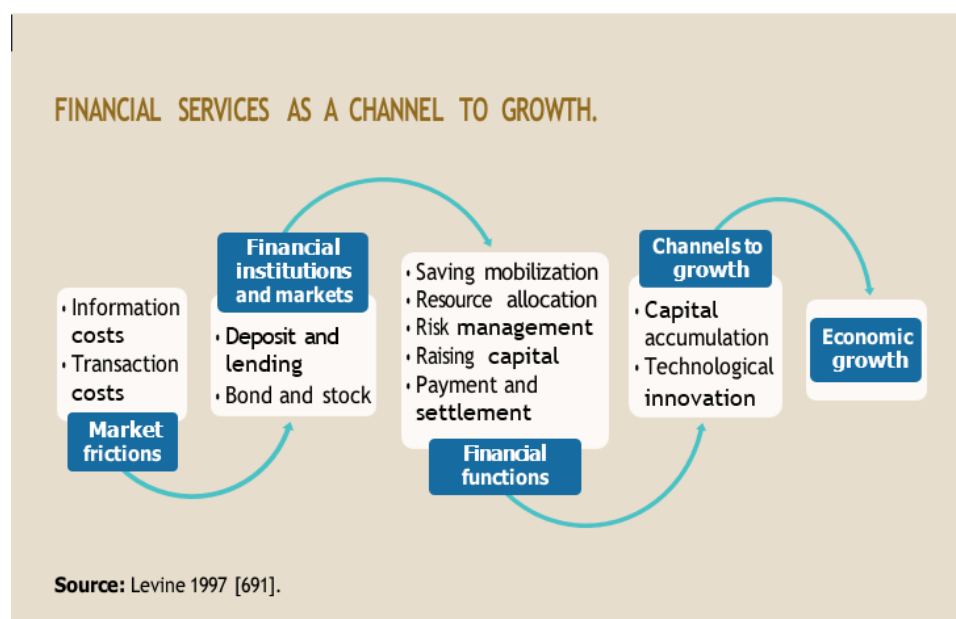 FINANCIAL SERVICES AS A CHANNEL TO GROWTH.
• Information
costs
• Transaction
costs
Market
frictions
Financial
institutions
and markets
• Deposit and
lending
• Bond and stock
• Saving mobilization
• Resource allocation
• Risk management
• Raising capital
• Payment and
settlement
Financial
functions
Channels to
growth
• Capital
accumulation
• Technological
innovation
Economic
growth
Source: Levine 1997 [691].